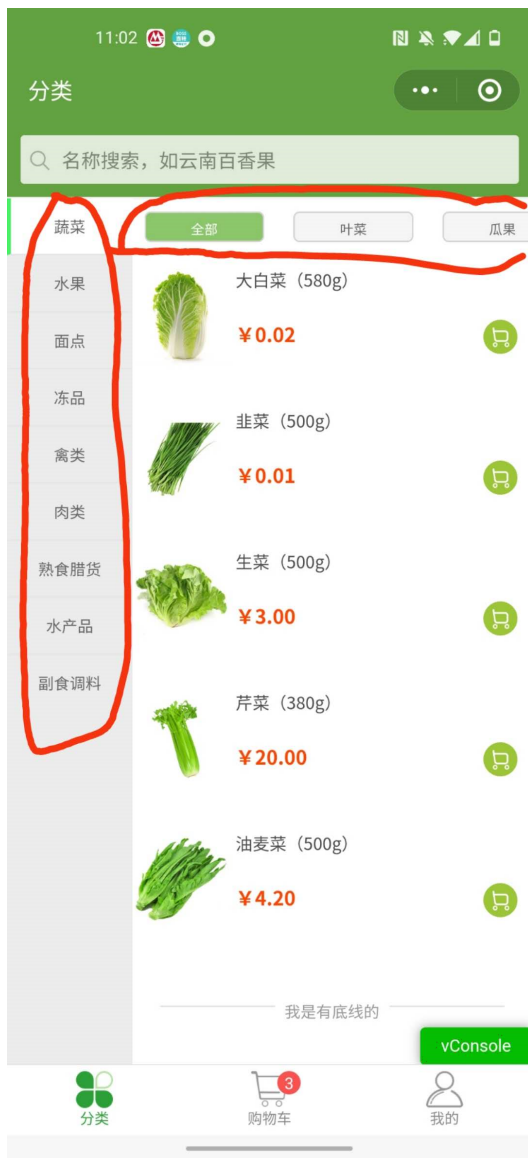 11:02
分类
名称搜索，如云南百香果
蔬菜
水果
面点
冻品
禽类
肉类
熟食腊货
水产品
副食调料
全部
叶菜
瓜果
大白菜（580g）
￥0.02
韭菜（500g）
￥0.01
生菜（500g）
￥3.00
芹菜（380g）
￥20.00
油麦菜（500g）
￥4.20
我是有底线的
vConsole
分类
3
购物车
我的